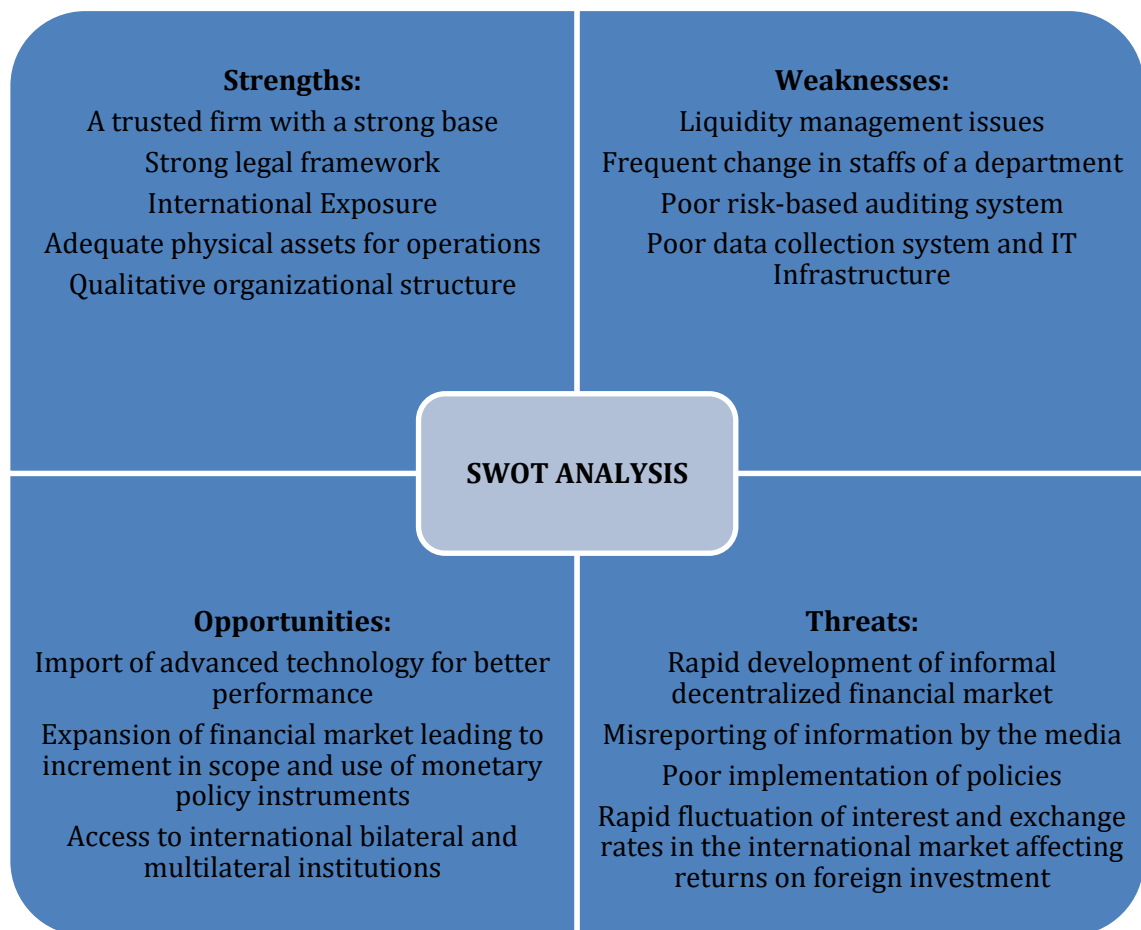 Strengths:
A trusted firm with a strong base
Strong legal framework
International Exposure
Adequate physical assets for operations
Qualitative organizational structure
Weaknesses:
Liquidity management issues
Frequent change in staffs of a department
Poor risk-based auditing system
Poor data collection system and IT
Infrastructure
SWOT ANALYSIS
Opportunities:
Import of advanced technology for better
performance
Expansion of financial market leading to
increment in scope and use of monetary
policy instruments
Access to international bilateral and
multilateral institutions
Threats:
Rapid development of informal
decentralized financial market
Misreporting of information by the media
Poor implementation of policies
Rapid fluctuation of interest and exchange
rates in the international market affecting
returns on foreign investment